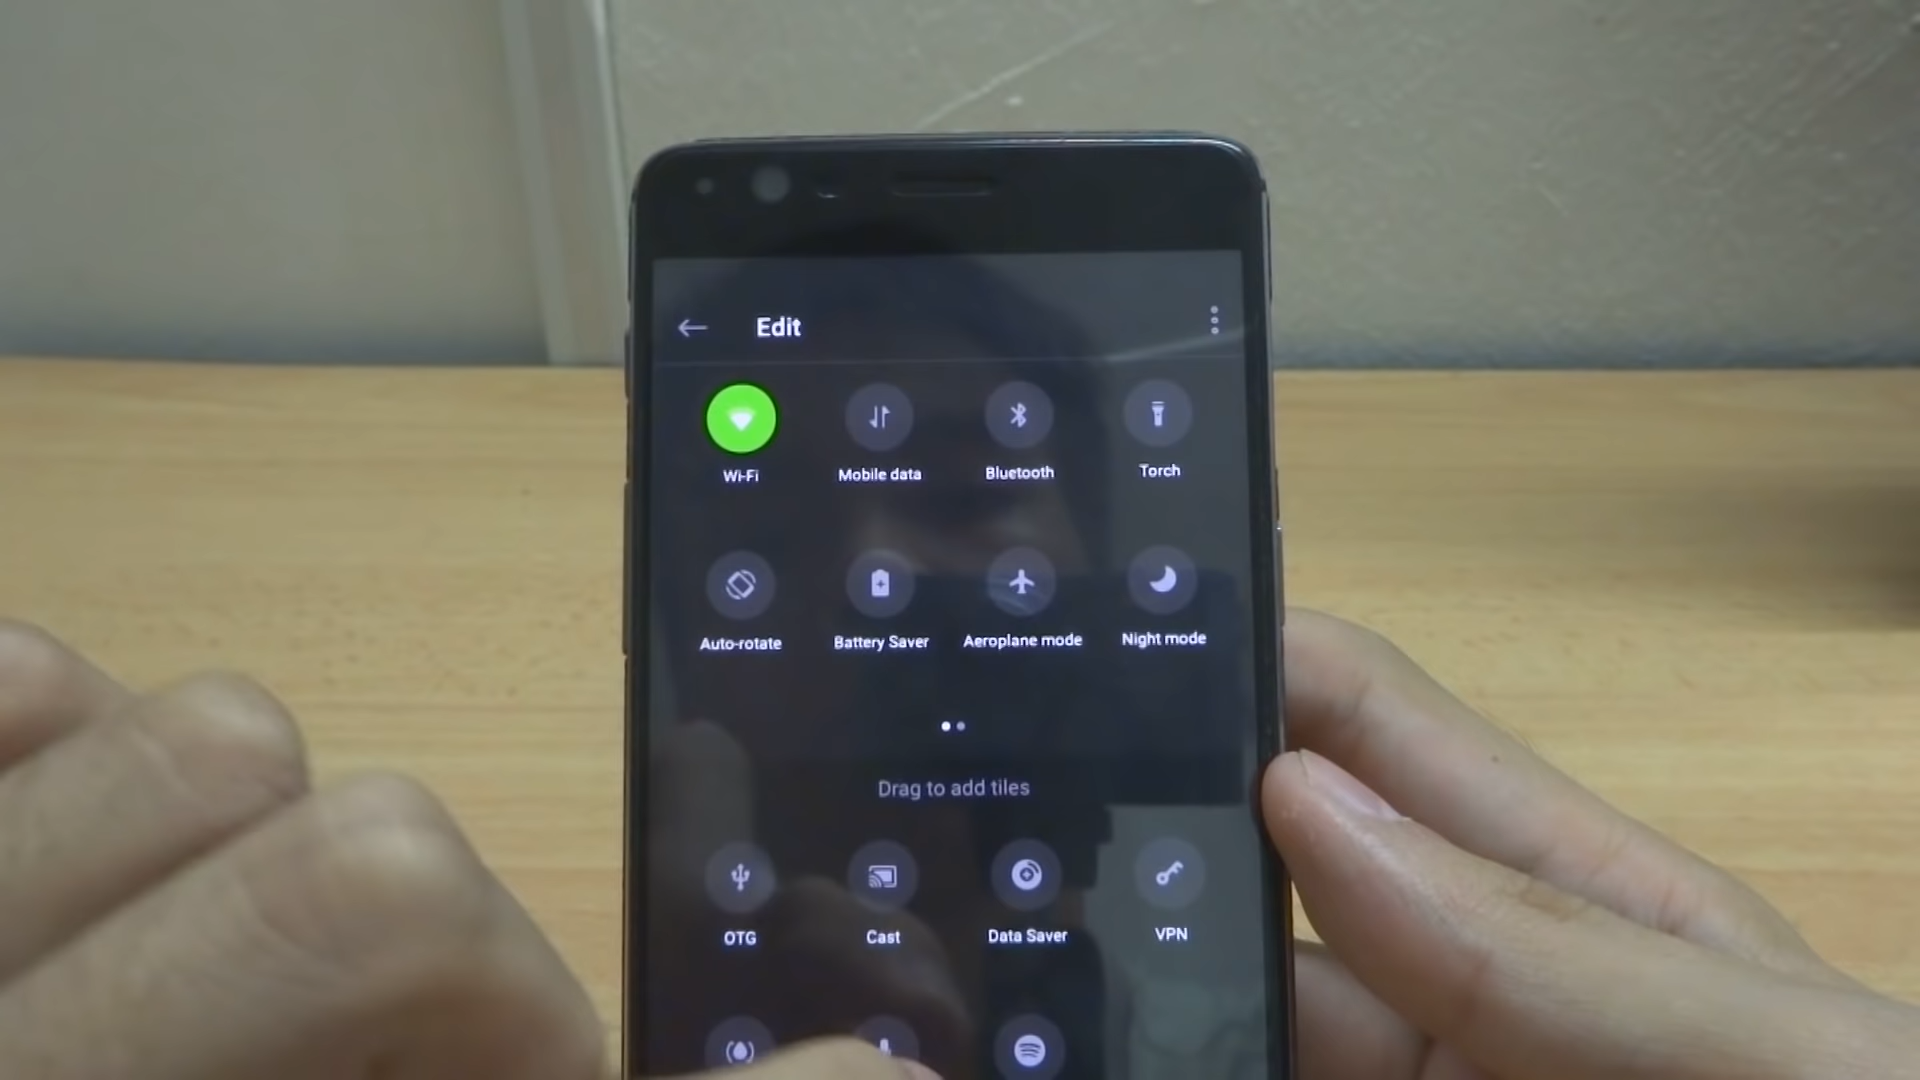 Edit
Wi-Fi Mobile data Bluetooth Torch
Auto-rotate Battery Saver Aeroplane mode Night mode
Drag to add tiles
OTG Cast Data Saver VPN